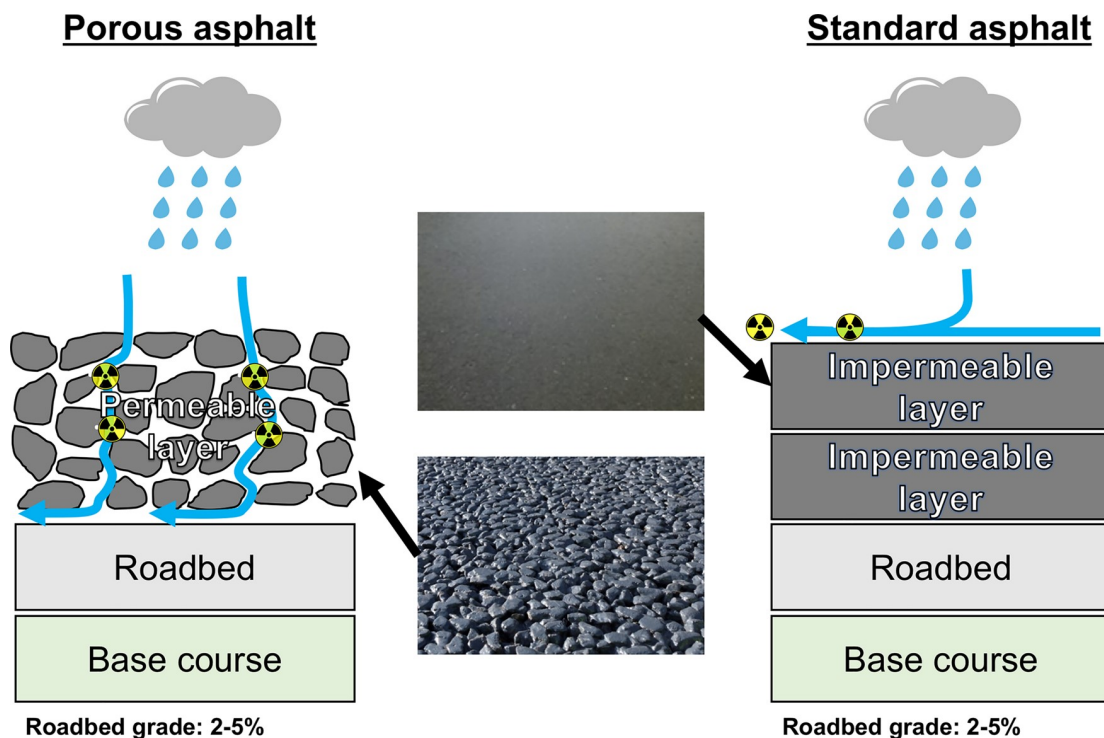 Porous asphalt
Standard asphalt
Permeable
layer
Impermeable
layer
Impermeable
layer
Roadbed
Roadbed
Base course
Base course
Roadbed grade: 2-5%
Roadbed grade: 2-5%